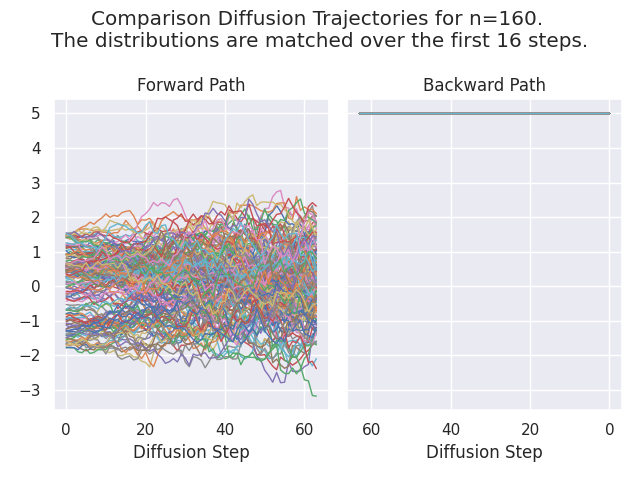 Comparison Diffusion Trajectories for n=160.
The distributions are matched over the first 16 steps.
Forward Path
Backward Path
5
4
3
2
1
0
−1
−2
−3
0 20 40 60
60 40 20 0
Diffusion Step
Diffusion Step